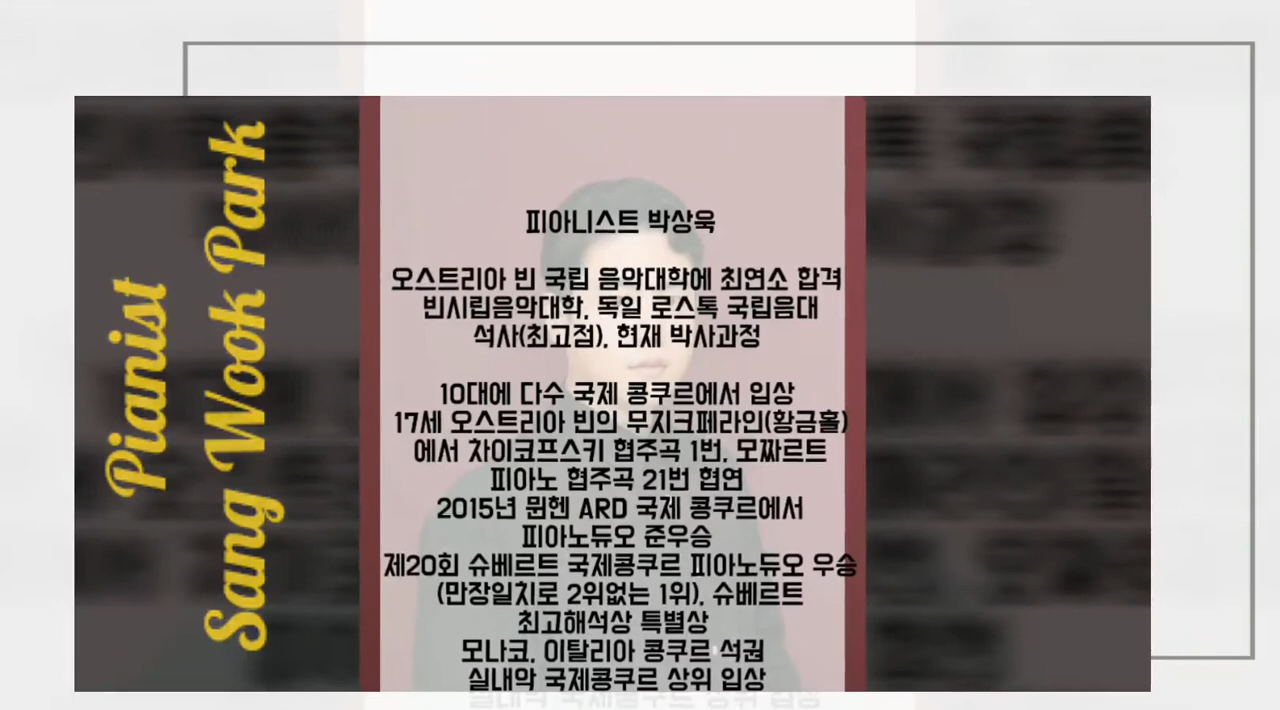 Pianist
Sang Wook Park
피아니스트 박상욱
오스트리아 빈 국립 음악대학에 최연소 합격
빈시립음악대학, 독일 로스톡 국립음대
석사(최고점), 현재 박사과정
10대에 다수 국제 콩쿠르에서 입상
17세 오스트리아 빈의 무지크페라인(황금홀)
에서 차이코프스키 협주곡 1번, 모짜르트
피아노 협주곡 21번 협연
2015년 뮌헨 ARD 국제 콩쿠르에서
피아노듀오 준우승
제20회 슈베르트 국제콩쿠르 피아노듀오 우승
(만장일치로 2위없는 1위), 슈베르트
최고해석상 특별상
모나코, 이탈리아 콩쿠르 석권
실내악 국제콩쿠르 상위 입상